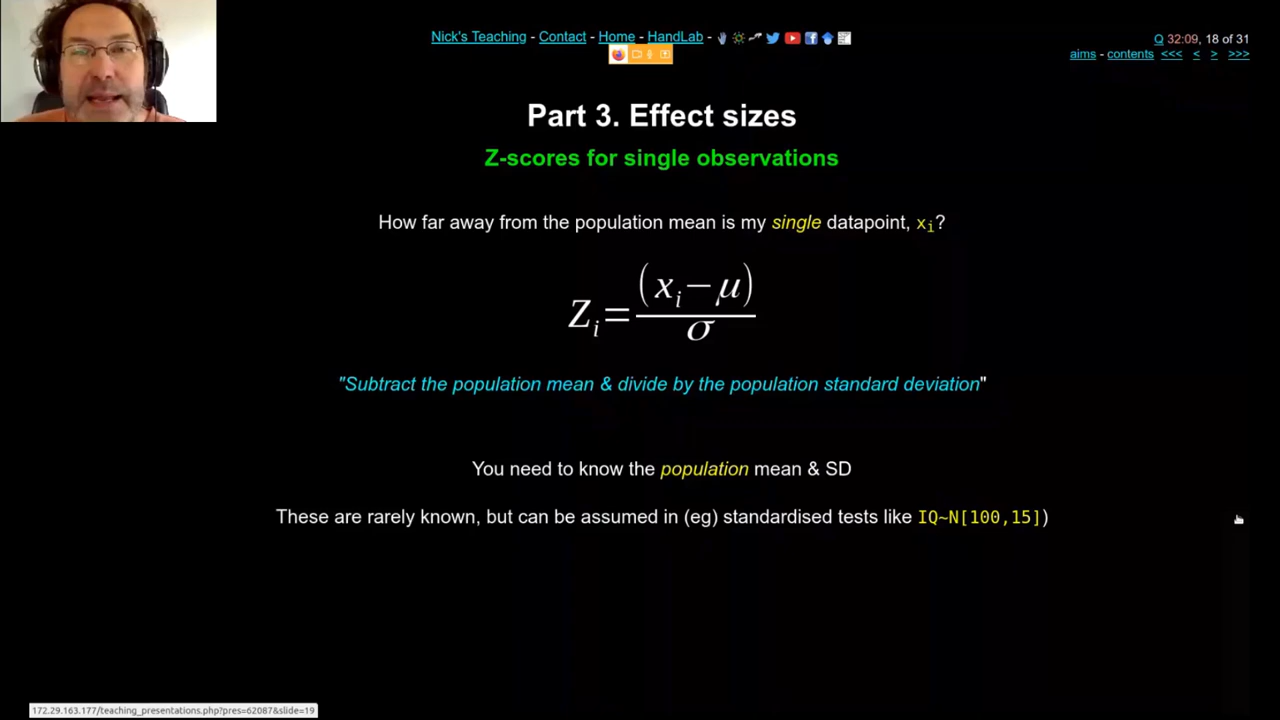 Nick's Teaching - Contact - Home - HandLab -
Q 32:09, 18 of 31
aims - contents <<< < > >>>
Part 3. Effect sizes
Z-scores for single observations
How far away from the population mean is my single datapoint, xᵢ?
Zᵢ = (xᵢ − μ) / σ
"Subtract the population mean & divide by the population standard deviation"
You need to know the population mean & SD
These are rarely known, but can be assumed in (eg) standardised tests like IQ~N[100,15])
172.29.163.177/teaching_presentations.php?pres=62087&slide=19